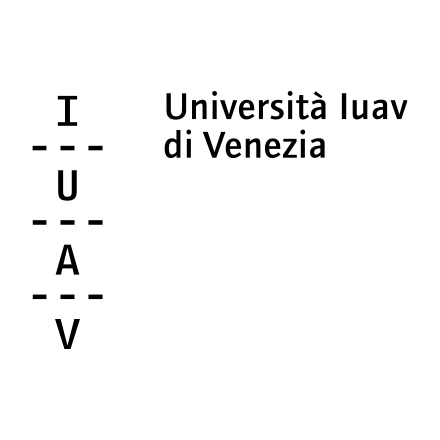 I
---
U
---
A
---
V
Università Iuav
di Venezia